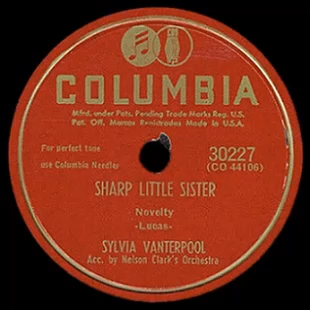 COLUMBIA
Mfrd. under Pats. Pending Trade Marks Reg. U.S.
Pat. Off. Marcas Registradas Made in U.S.A.
For perfect tone
use Columbia Needles
30227
(CO 44106)
SHARP LITTLE SISTER
Novelty
-Lucas-
SYLVIA VANTERPOOL
Acc. by Nelson Clark's Orchestra